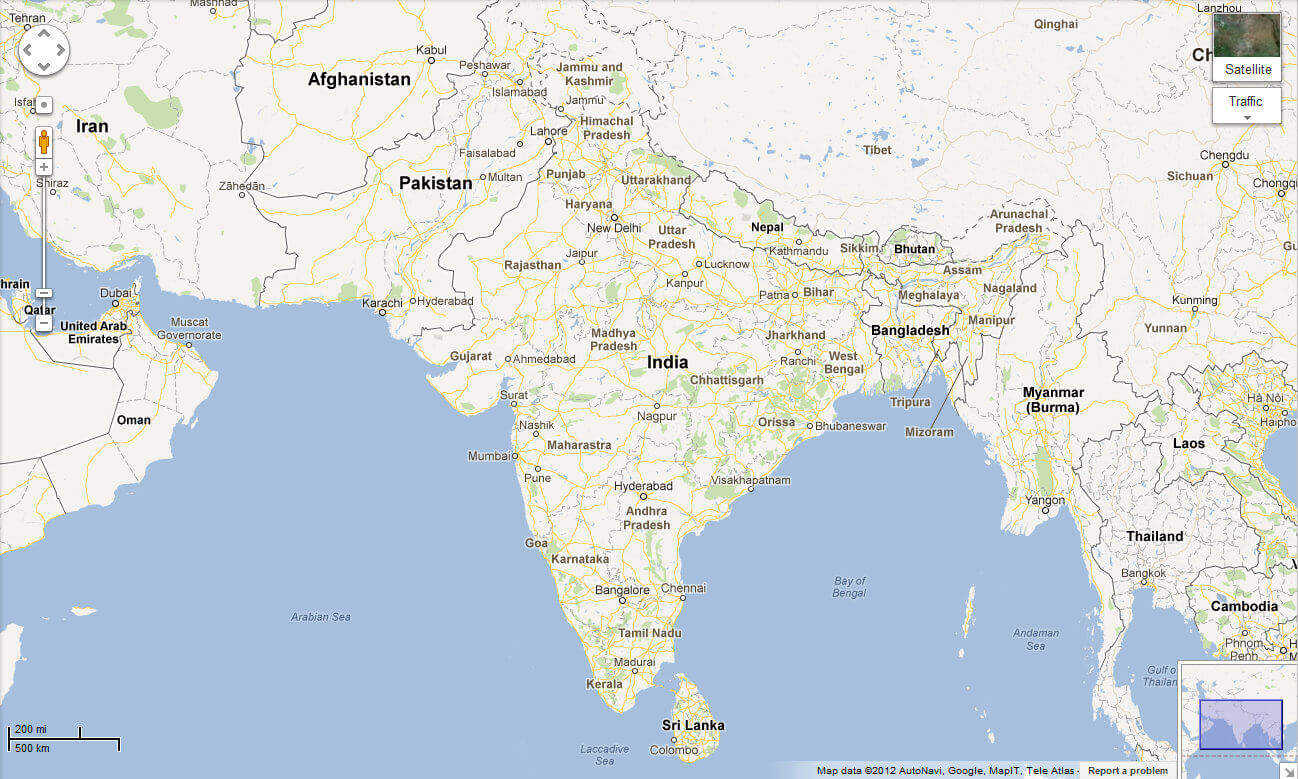 Tehran
Mashhad
Lanzhou
Qinghai
Kabul
Peshawar
Afghanistan
Islamabad
Jammu and
Kashmir
Jammu
Satellite
Traffic
Iran
Himachal
Pradesh
Lahore
Faisalabad
Tibet
Chengdu
Sichuan
Shiraz
Zāhedān
Pakistan
Multan
Punjab
Uttarakhand
Haryana
New Delhi
Uttar
Pradesh
Nepal
Kathmandu
Sikkim
Bhutan
Arunachal
Pradesh
Jaipur
Rajasthan
Lucknow
Kanpur
Assam
Nagaland
Patna
Bihar
Meghalaya
Manipur
Kunming
Yunnan
Dubai
Qatar
United Arab
Emirates
Muscat
Governorate
Karachi
Hyderabad
Bangladesh
Madhya
Pradesh
Jharkhand
Ranchi
West
Bengal
Gujarat
Ahmedabad
India
Chhattisgarh
Myanmar
(Burma)
Tripura
Mizoram
Hà Nội
Surat
Nagpur
Orissa
Bhubaneswar
Oman
Nashik
Maharastra
Laos
Mumbai
Pune
Hyderabad
Visakhapatnam
Andhra
Pradesh
Yangon
Thailand
Goa
Karnataka
Bangkok
Bangalore
Chennai
Bay of
Bengal
Cambodia
Arabian Sea
Tamil Nadu
Andaman
Sea
Phnom
Penh
Madurai
Kerala
Gulf o
Thailan
Sri Lanka
Colombo
Laccadive
Sea
200 mi
500 km
Map data ©2012 AutoNavi, Google, MapIT, Tele Atlas -
Report a problem